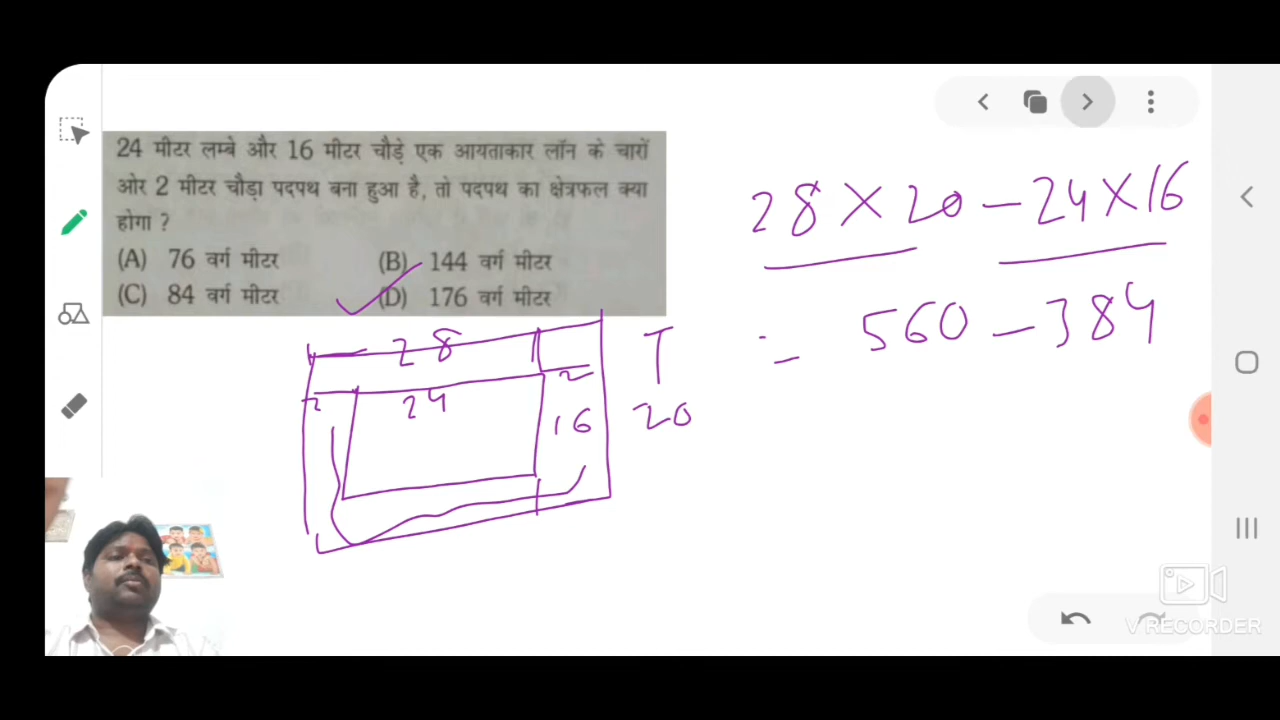 24 मीटर लम्बे और 16 मीटर चौड़े एक आयताकार लॉन के चारों
ओर 2 मीटर चौड़ा पदपथ बना हुआ है, तो पदपथ का क्षेत्रफल क्या
होगा ?
(A) 76 वर्ग मीटर (B) 144 वर्ग मीटर
(C) 84 वर्ग मीटर (D) 176 वर्ग मीटर
28 × 20 – 24 × 16
= 560 – 384
28
2
2 24 16 20
V RECORDER